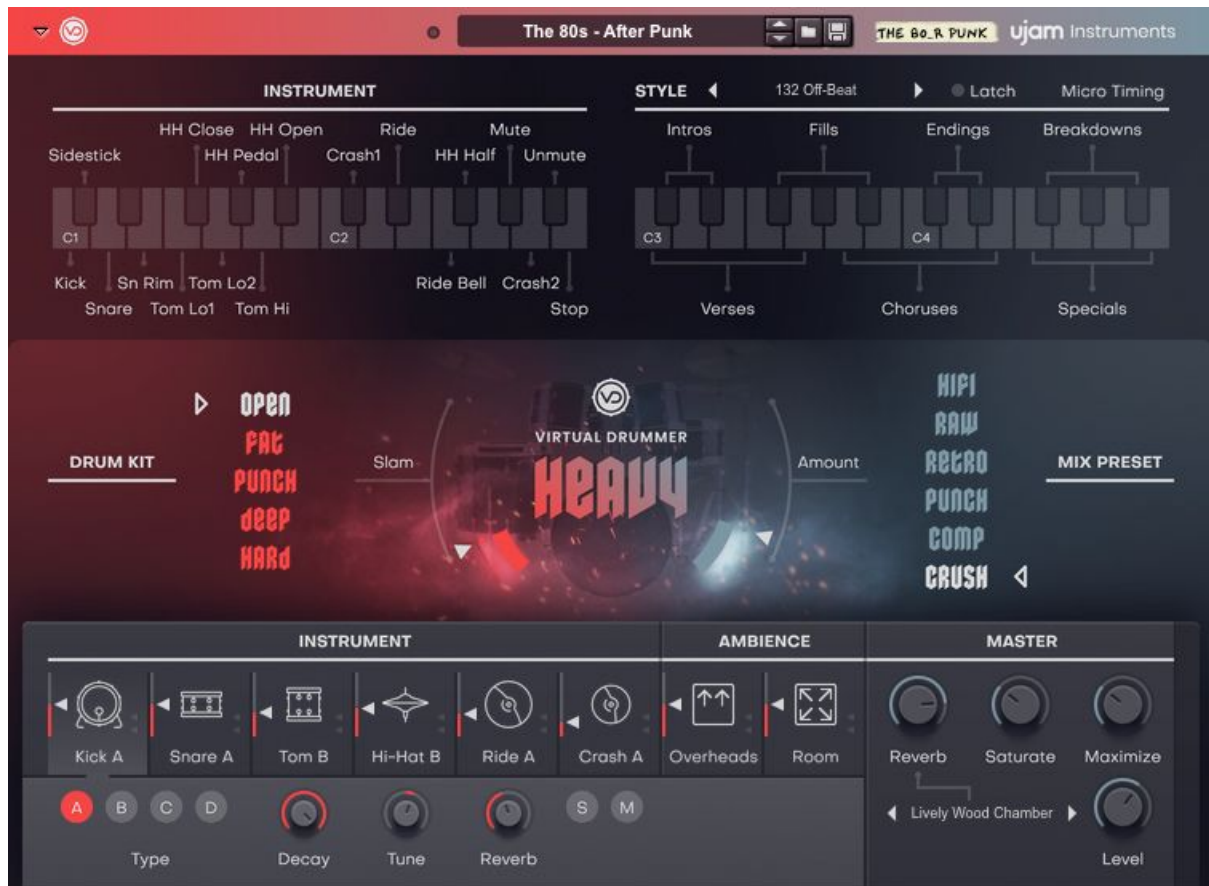 The 80s - After Punk
THE 80_R PUNK
ujam Instruments
INSTRUMENT
STYLE 132 Off-Beat Latch Micro Timing
HH Close HH Open Ride Mute
Sidestick HH Pedal Crash1 HH Half Unmute
Intros Fills Endings Breakdowns
C1 C2 C3 C4
Kick Sn Rim Tom Lo2 Ride Bell Crash2
Snare Tom Lo1 Tom Hi Stop
Verses Choruses Specials
DRUM KIT
OPEN
FAT
PUNCH
DEEP
HARD
Slam
VD
VIRTUAL DRUMMER
HEAVY
Amount
HIFI
RAW
RETRO
PUNCH
COMP
CRUSH
MIX PRESET
INSTRUMENT AMBIENCE MASTER
Kick A Snare A Tom B Hi-Hat B Ride A Crash A Overheads Room
Reverb Saturate Maximize
A B C D S M
Lively Wood Chamber
Type Decay Tune Reverb Level